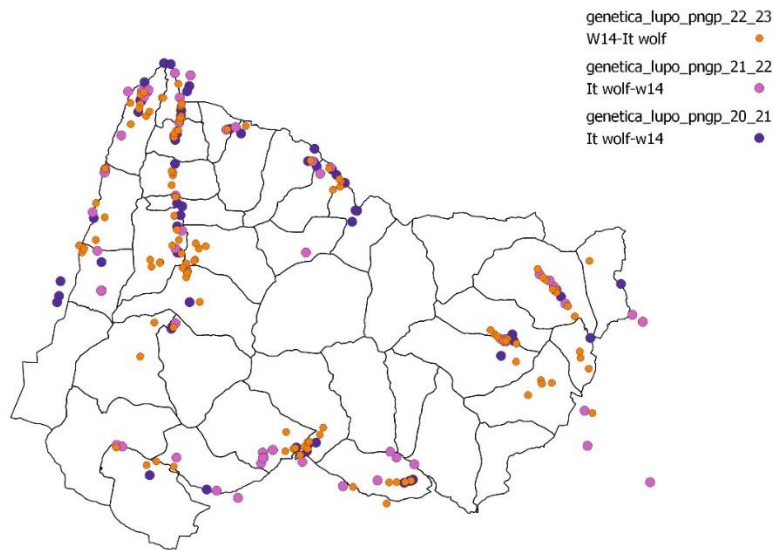 genetica_lupo_pngp_22_23
W14-It wolf
genetica_lupo_pngp_21_22
It wolf-w14
genetica_lupo_pngp_20_21
It wolf-w14